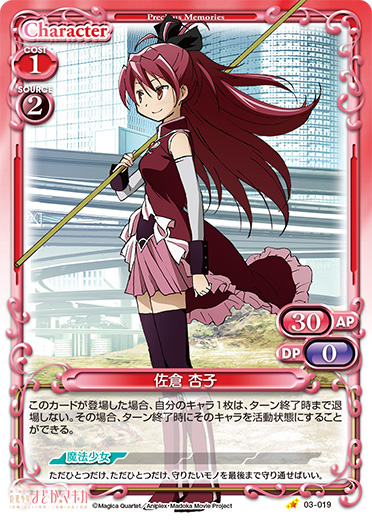 Precious Memories
Character
COST
1
SOURCE
2
30 AP
DP 0
佐倉 杏子
このカードが登場した場合、自分のキャラ1枚は、ターン終了時まで退
場しない。その場合、ターン終了時にそのキャラを活動状態にすること
ができる。
魔法少女
ただひとつだけ、ただひとつだけ、守りたいモノを最後まで守り通せばいい。
まどか☆マギカ
©Magica Quartet／Aniplex・Madoka Movie Project
03-019